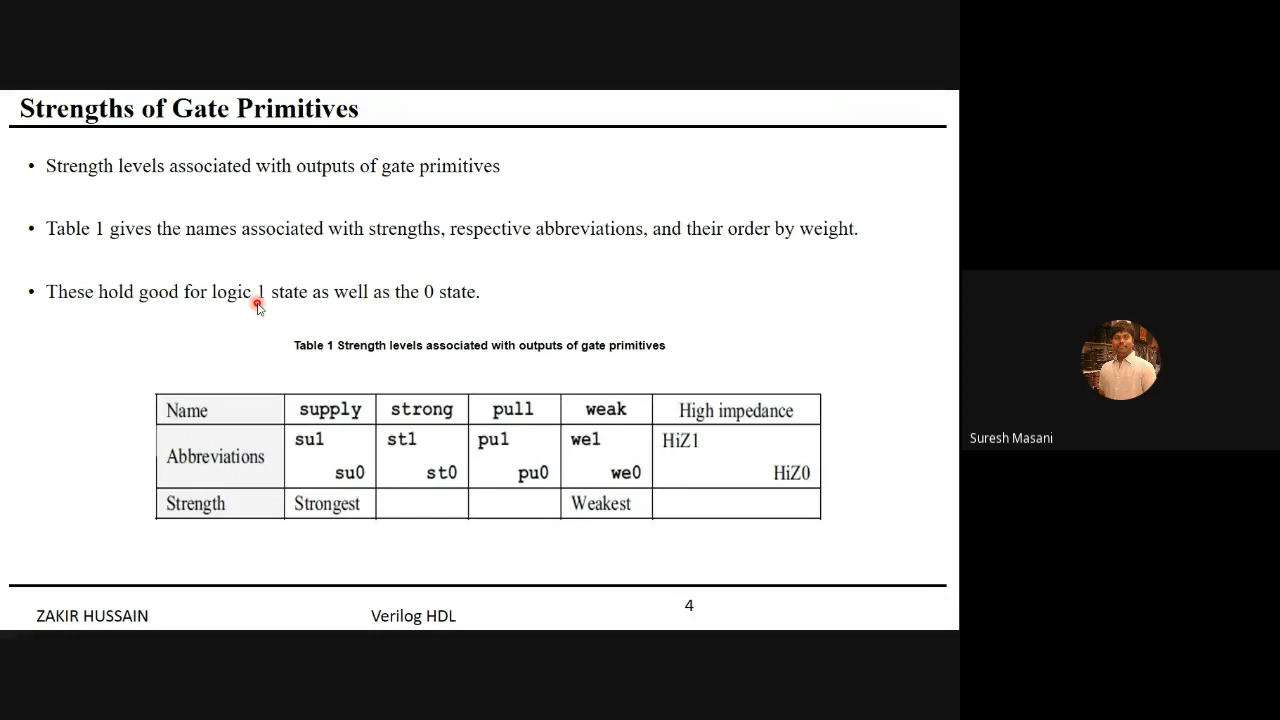 Strengths of Gate Primitives
• Strength levels associated with outputs of gate primitives
• Table 1 gives the names associated with strengths, respective abbreviations, and their order by weight.
• These hold good for logic 1 state as well as the 0 state.
Table 1 Strength levels associated with outputs of gate primitives
Name supply strong pull weak High impedance
Abbreviations su1 st1 pu1 we1 HiZ1
su0 st0 pu0 we0 HiZ0
Strength Strongest Weakest
ZAKIR HUSSAIN Verilog HDL 4
Suresh Masani